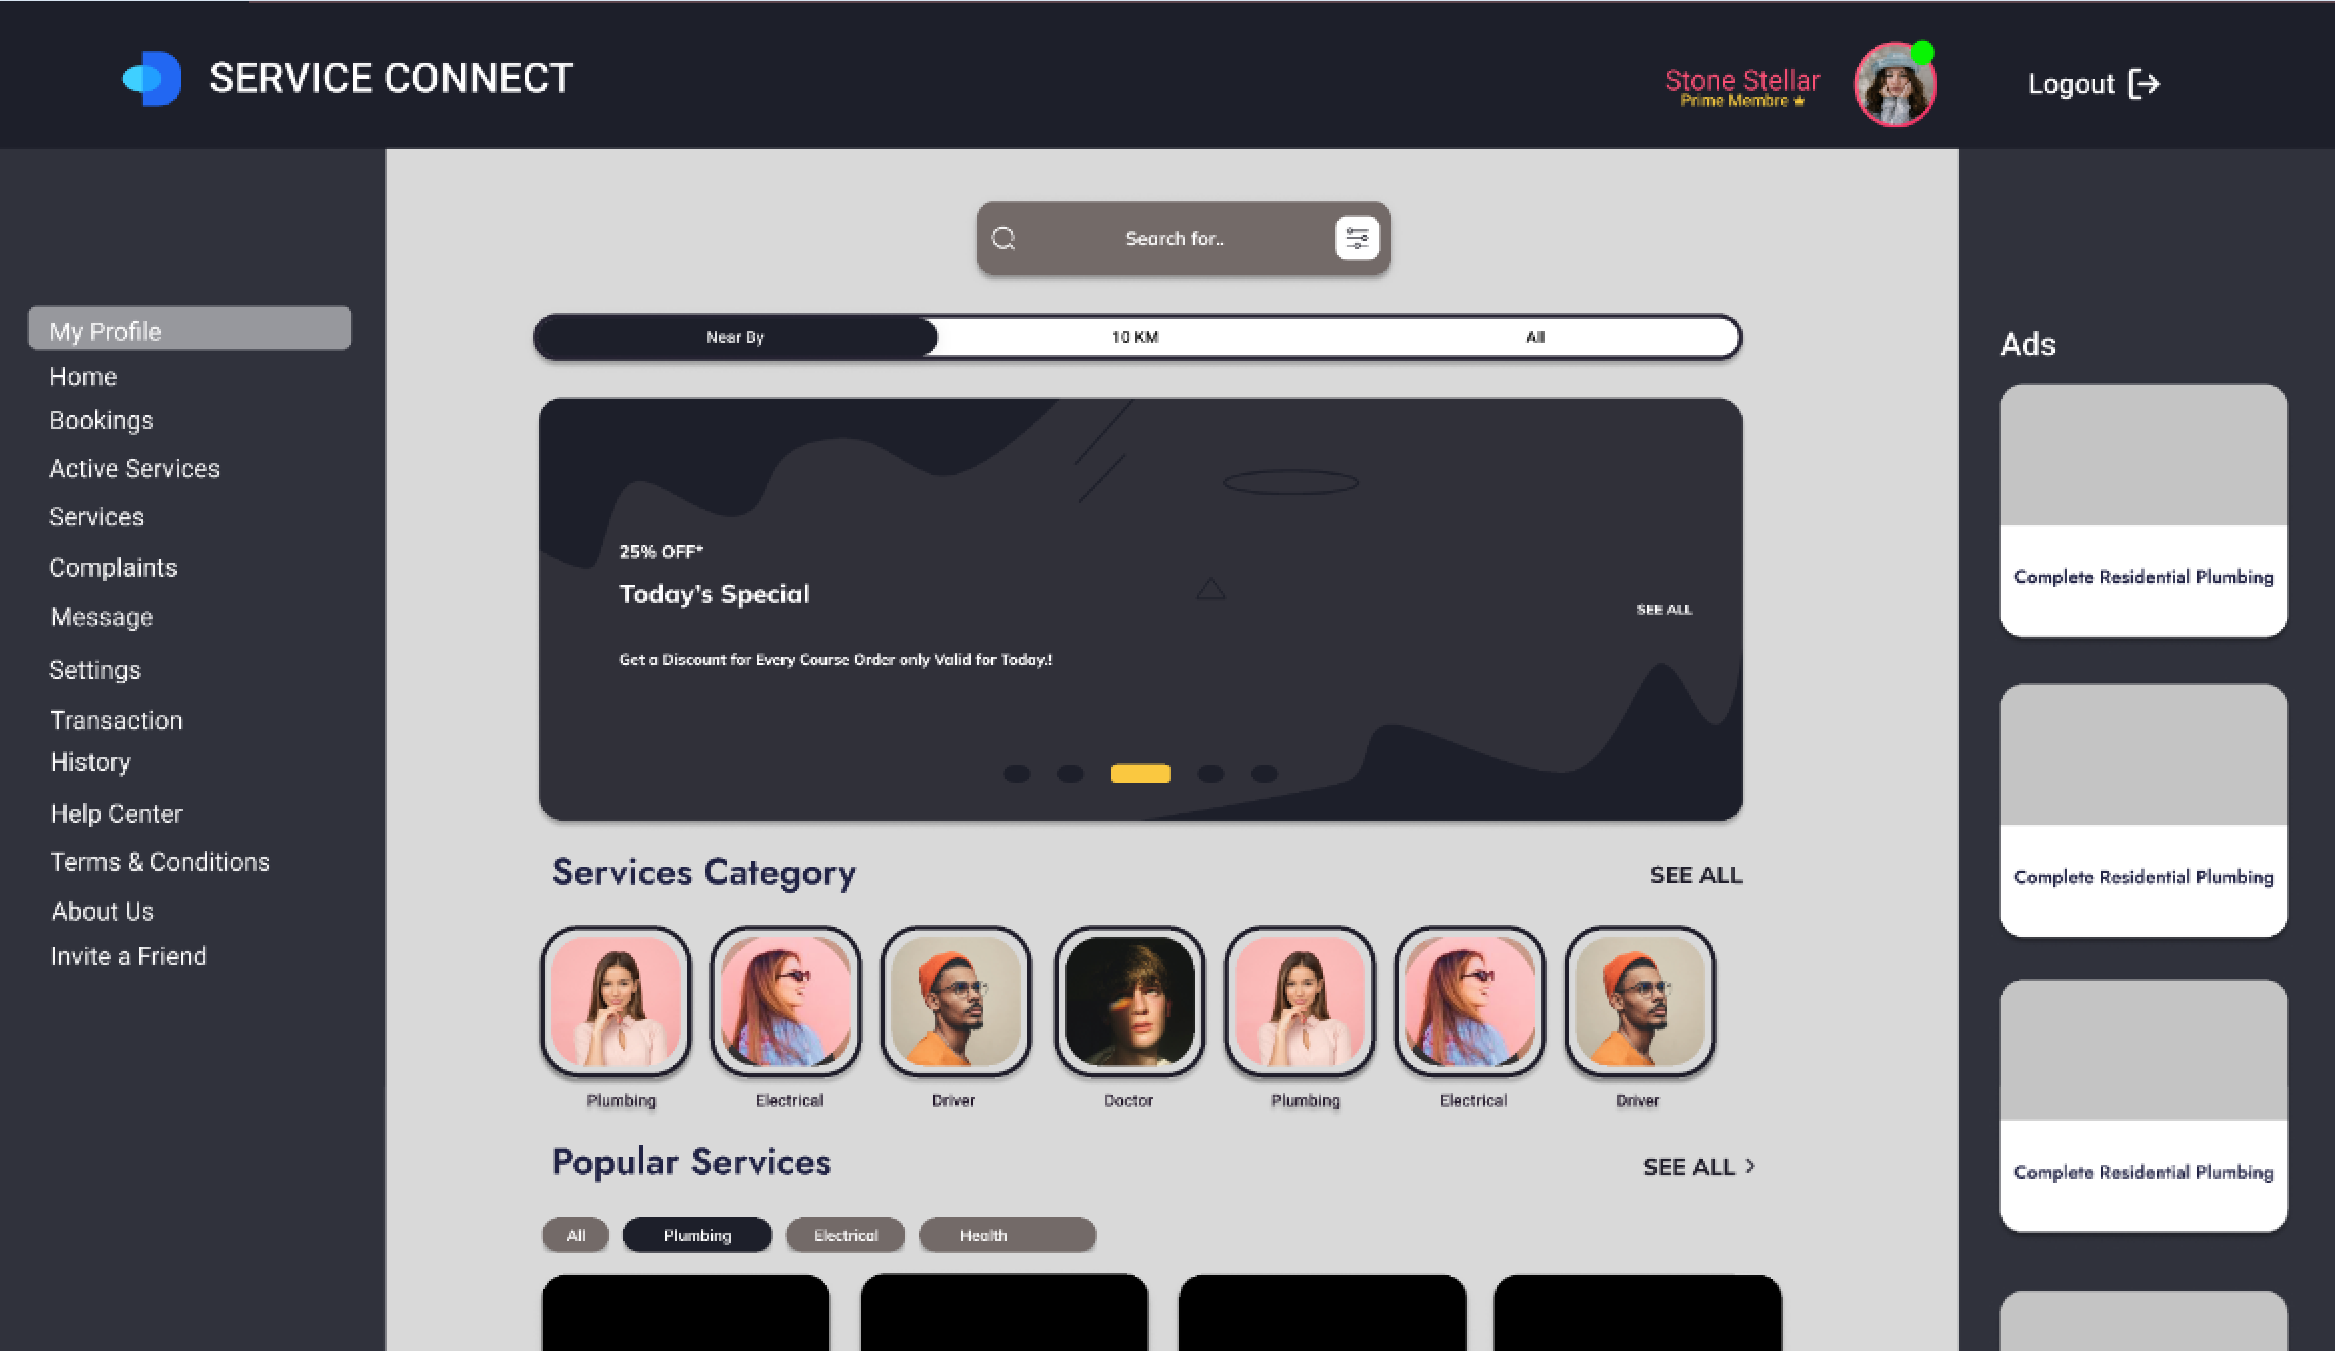 SERVICE CONNECT
Stone Stellar
Prime Membre
Logout
Search for..
My Profile
Home
Bookings
Active Services
Services
Complaints
Message
Settings
Transaction
History
Help Center
Terms & Conditions
About Us
Invite a Friend
Near By
10 KM
All
25% OFF*
Today's Special
SEE ALL
Get a Discount for Every Course Order only Valid for Today.!
Services Category
SEE ALL
Plumbing
Electrical
Driver
Doctor
Plumbing
Electrical
Driver
Popular Services
SEE ALL >
All
Plumbing
Electrical
Health
Ads
Complete Residential Plumbing
Complete Residential Plumbing
Complete Residential Plumbing